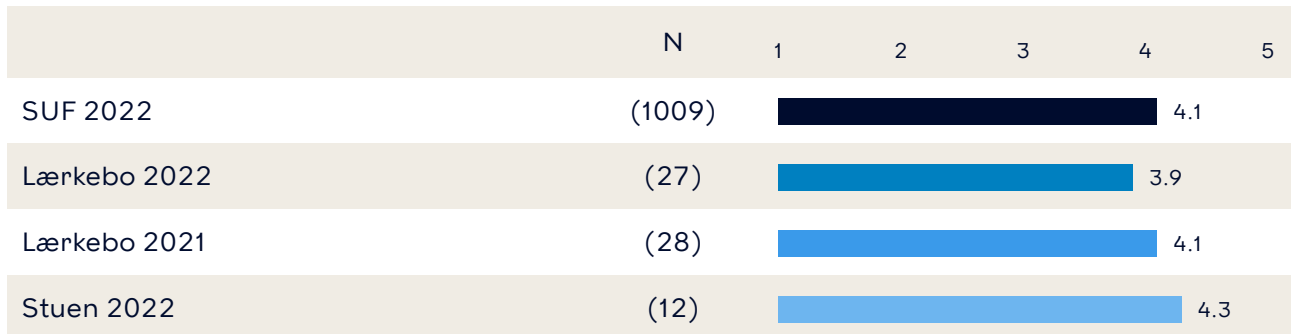 N 1 2 3 4 5
SUF 2022 (1009) 4.1
Lærkebo 2022 (27) 3.9
Lærkebo 2021 (28) 4.1
Stuen 2022 (12) 4.3